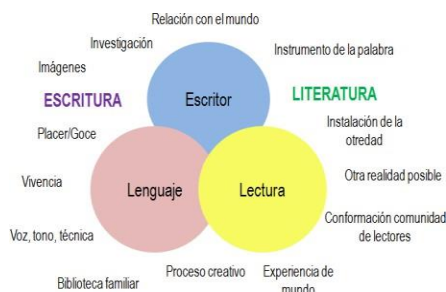 Relación con el mundo
Investigación
Instrumento de la palabra
Imágenes
ESCRITURA
Escritor
LITERATURA
Placer/Goce
Instalación de la
otredad
Vivencia
Lenguaje
Lectura
Otra realidad posible
Conformación comunidad
de lectores
Voz, tono, técnica
Biblioteca familiar
Proceso creativo
Experiencia de
mundo